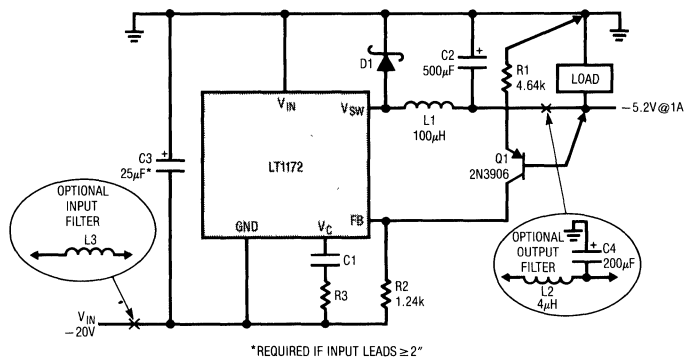 D1
C2
500µF
+
R1
4.64k
LOAD
VIN
VSW
L1
100µH
−5.2V@1A
C3
25µF*
+
LT1172
Q1
2N3906
OPTIONAL
INPUT
FILTER
L3
GND
VC
FB
C1
R3
R2
1.24k
OPTIONAL
OUTPUT
FILTER
+
C4
200µF
L2
4µH
VIN
−20V
*REQUIRED IF INPUT LEADS ≥ 2″